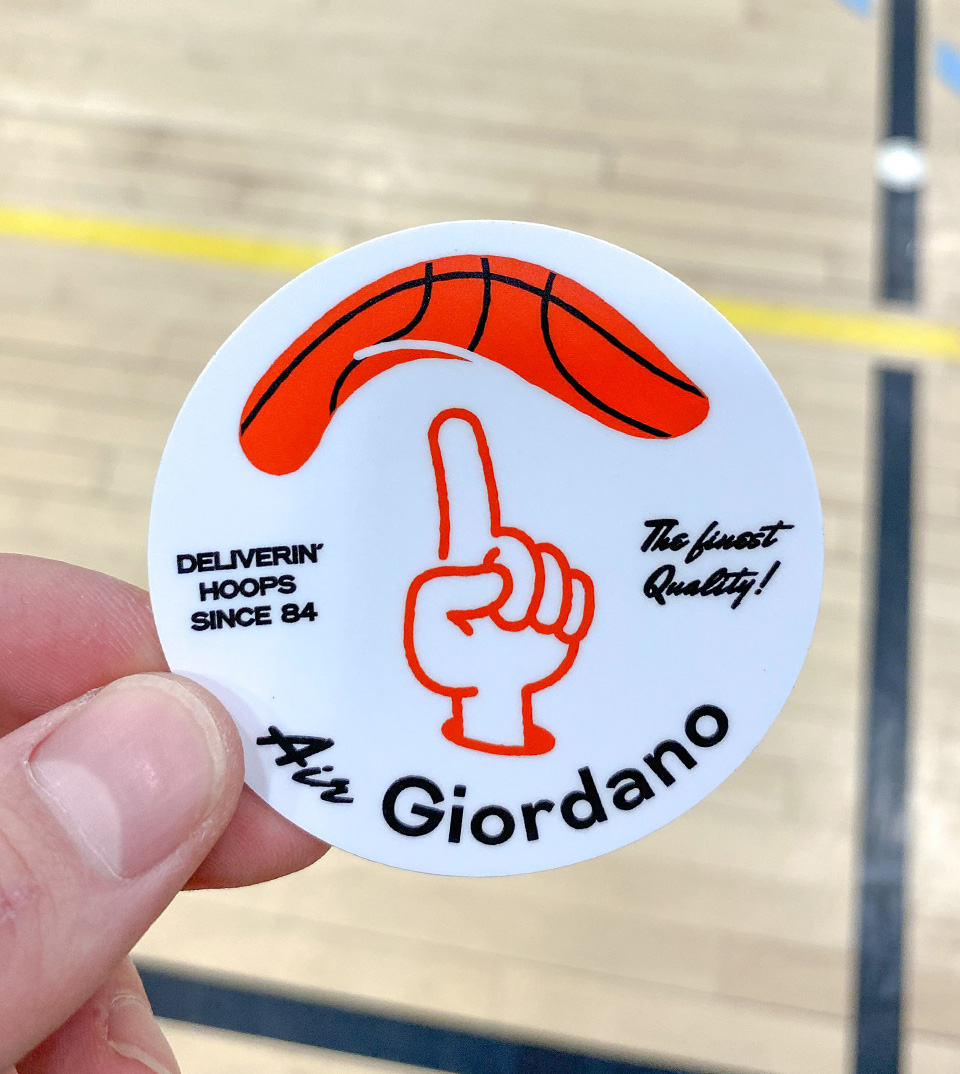 DELIVERIN'
HOOPS
SINCE 84
The finest
Quality!
Air Giordano